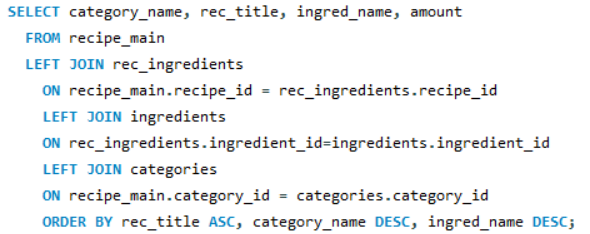 SELECT category_name, rec_title, ingred_name, amount
FROM recipe_main
LEFT JOIN rec_ingredients
ON recipe_main.recipe_id = rec_ingredients.recipe_id
LEFT JOIN ingredients
ON rec_ingredients.ingredient_id=ingredients.ingredient_id
LEFT JOIN categories
ON recipe_main.category_id = categories.category_id
ORDER BY rec_title ASC, category_name DESC, ingred_name DESC;